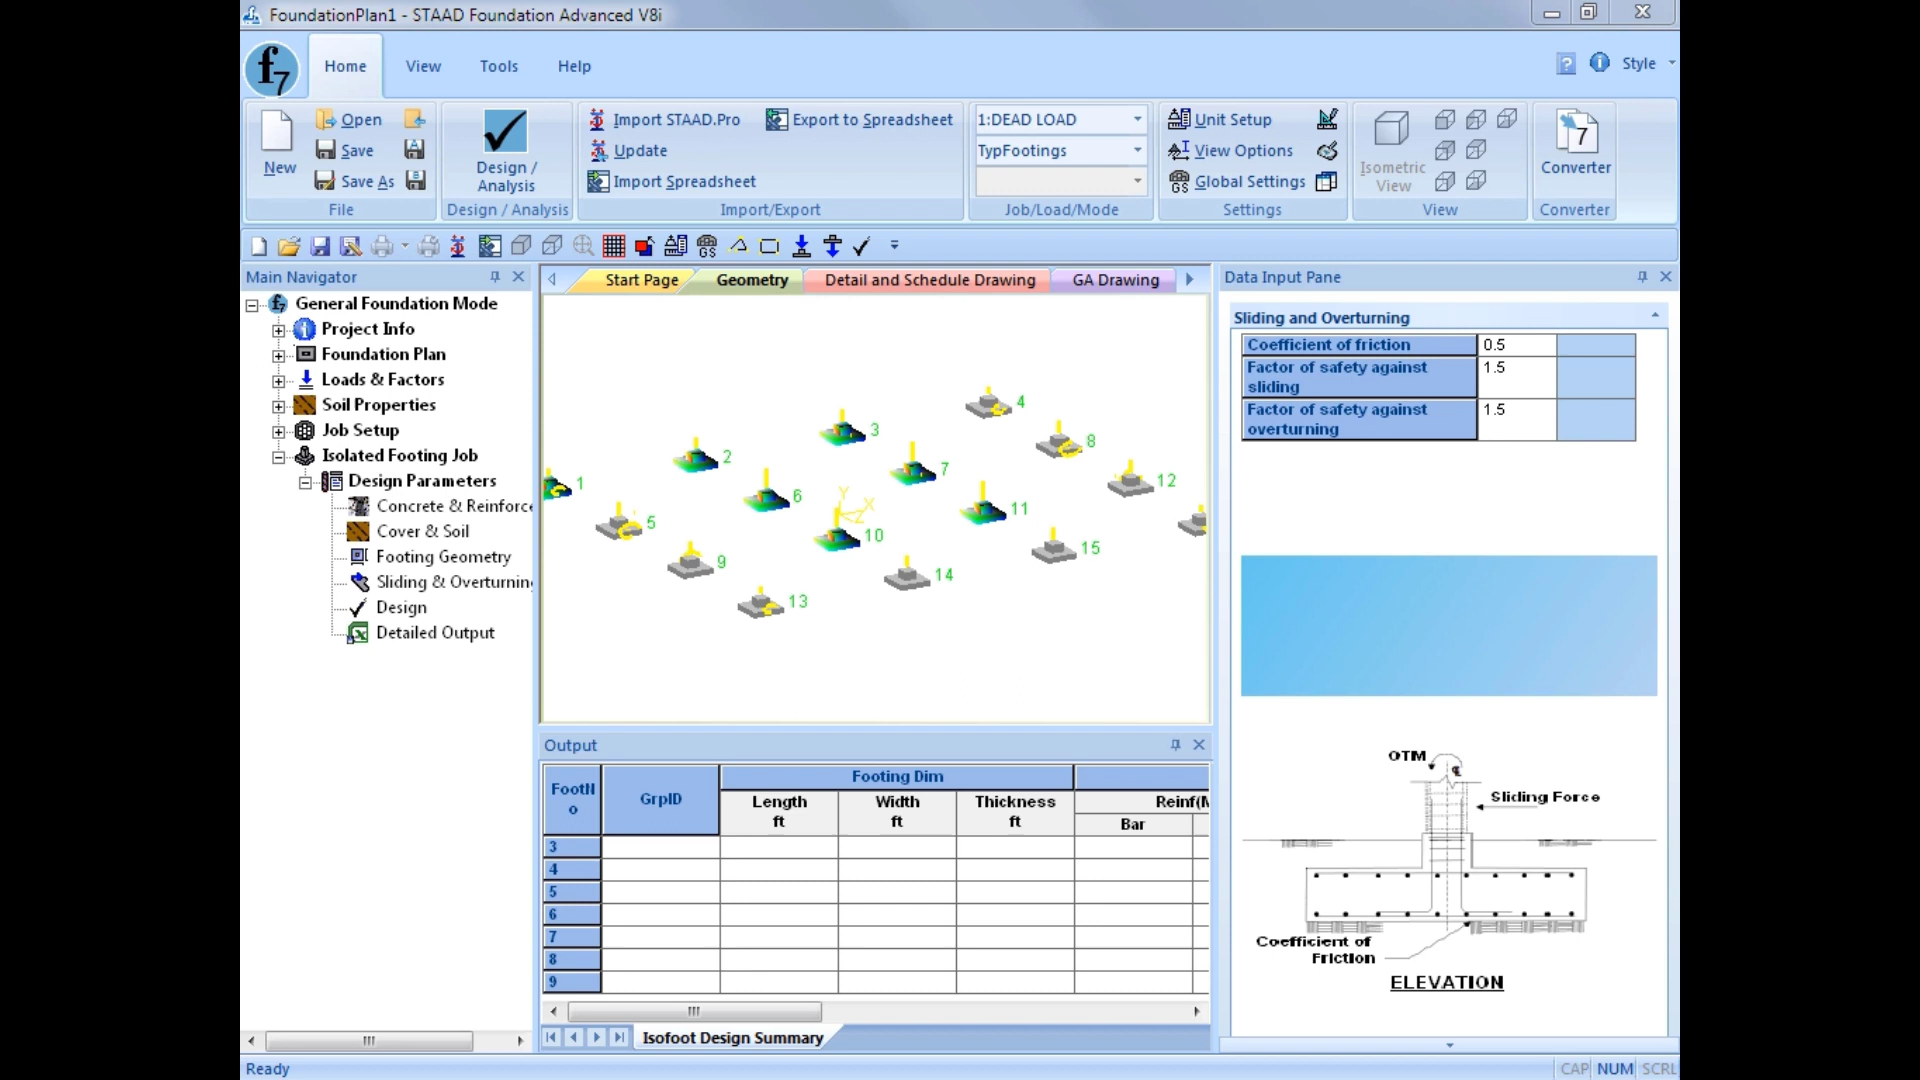 FoundationPlan1 - STAAD Foundation Advanced V8i
f7
Home View Tools Help
Style
New
Open
Save
Save As
File
Design / Analysis
Design / Analysis
Import STAAD.Pro
Export to Spreadsheet
Update
Import Spreadsheet
Import/Export
1:DEAD LOAD
TypFootings
Job/Load/Mode
Unit Setup
View Options
Global Settings
GS
Settings
Isometric View
View
7
Converter
Converter
GS
Main Navigator
General Foundation Mode
Project Info
Foundation Plan
Loads & Factors
Soil Properties
Job Setup
Isolated Footing Job
Design Parameters
Concrete & Reinforce
Cover & Soil
Footing Geometry
Sliding & Overturnin
Design
Detailed Output
Start Page
Geometry
Detail and Schedule Drawing
GA Drawing
4
3
8
2
7
12
1
6
Y
X
Z
11
5
10
15
9
14
13
Output
FootN
o
GrpID
Footing Dim
Length
ft
Width
ft
Thickness
ft
Reinf(M
Bar
3
4
5
6
7
8
9
Isofoot Design Summary
Data Input Pane
Sliding and Overturning
Coefficient of friction 0.5
Factor of safety against sliding 1.5
Factor of safety against overturning 1.5
OTM
Sliding Force
Coefficient of
Friction
ELEVATION
Ready
CAP NUM SCRL